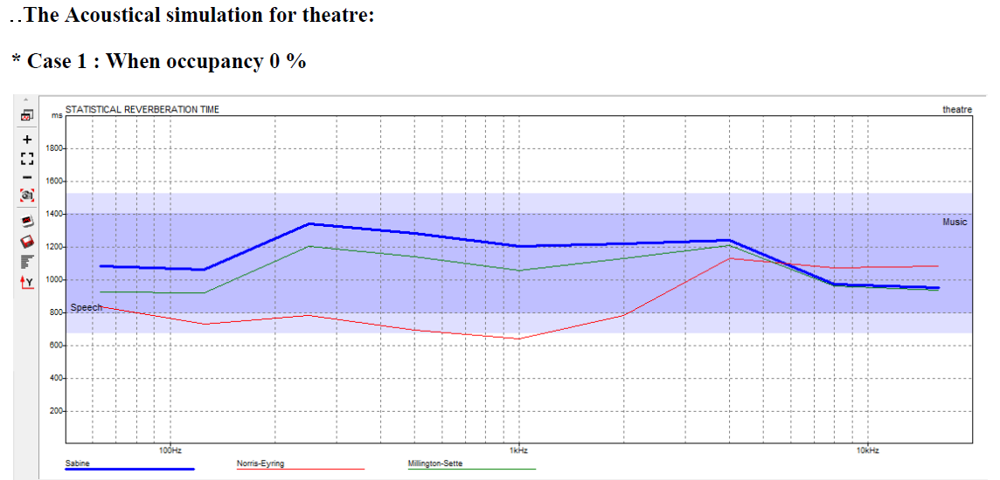 ..The Acoustical simulation for theatre:
* Case 1 : When occupancy 0 %
STATISTICAL REVERBERATION TIME
theatre
ms
1800
1600
1400
Music
1200
1000
Speech
800
600
400
200
100Hz 1kHz 10kHz
Sabine Norris-Eyring Millington-Sette
Y